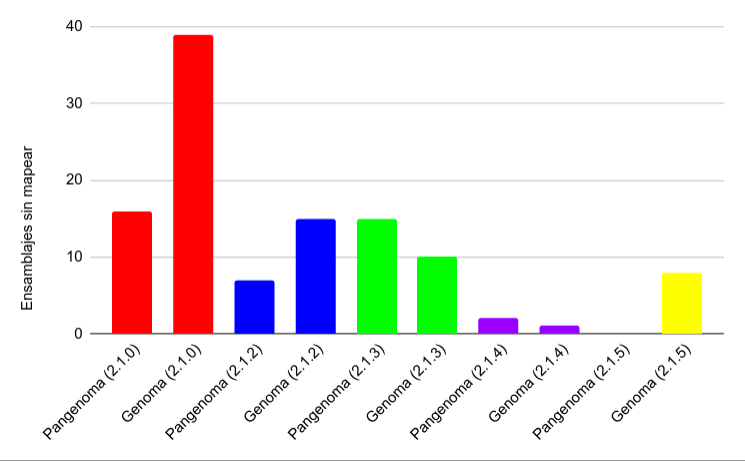 Ensamblajes sin mapear
40
30
20
10
0
Pangenoma (2.1.0)
Genoma (2.1.0)
Pangenoma (2.1.2)
Genoma (2.1.2)
Pangenoma (2.1.3)
Genoma (2.1.3)
Pangenoma (2.1.4)
Genoma (2.1.4)
Pangenoma (2.1.5)
Genoma (2.1.5)